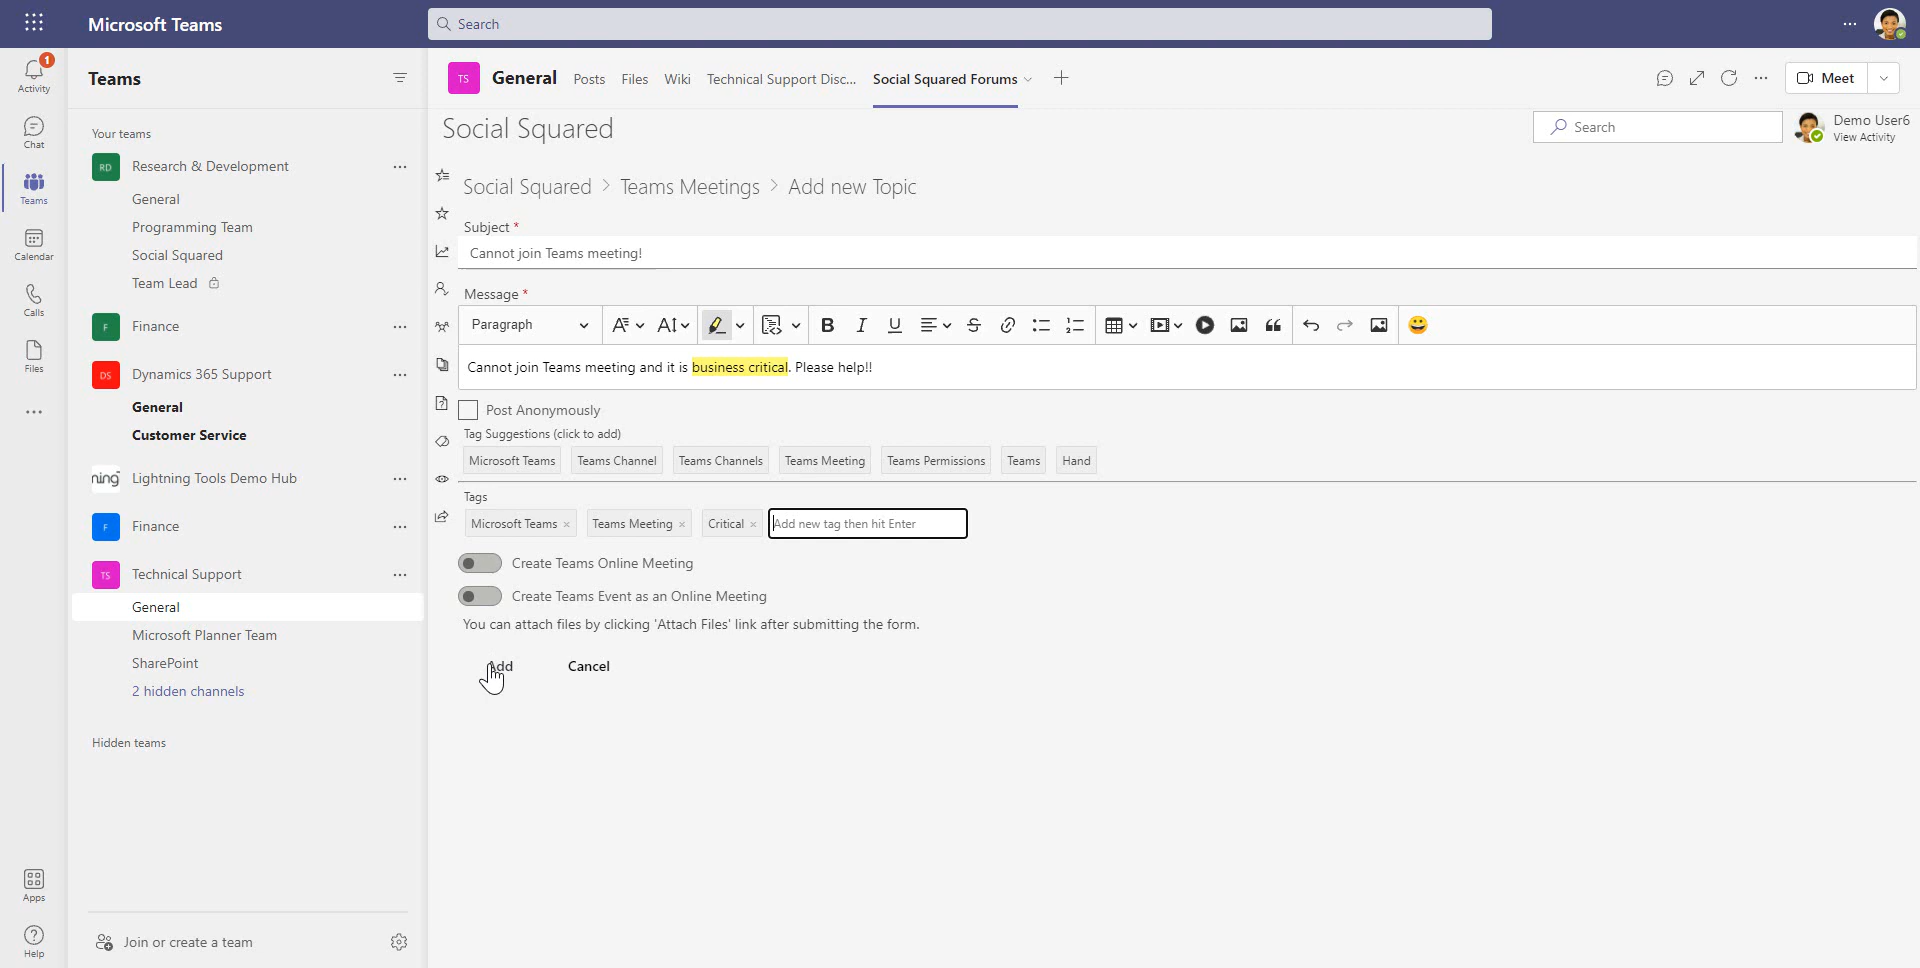 Microsoft Teams
Search
1
Activity
Chat
Teams
Calendar
Calls
Files
Apps
Help
Teams
Your teams
RD Research & Development
General
Programming Team
Social Squared
Team Lead
F Finance
DS Dynamics 365 Support
General
Customer Service
ning Lightning Tools Demo Hub
F Finance
TS Technical Support
General
Microsoft Planner Team
SharePoint
2 hidden channels
Hidden teams
Join or create a team
TS General Posts Files Wiki Technical Support Disc... Social Squared Forums
Meet
Social Squared
Search
Demo User6
View Activity
Social Squared > Teams Meetings > Add new Topic
Subject *
Cannot join Teams meeting!
Message *
Paragraph
Cannot join Teams meeting and it is business critical. Please help!!
Post Anonymously
Tag Suggestions (click to add)
Microsoft Teams Teams Channel Teams Channels Teams Meeting Teams Permissions Teams Hand
Tags
Microsoft Teams × Teams Meeting × Critical × Add new tag then hit Enter
Create Teams Online Meeting
Create Teams Event as an Online Meeting
You can attach files by clicking 'Attach Files' link after submitting the form.
Add Cancel